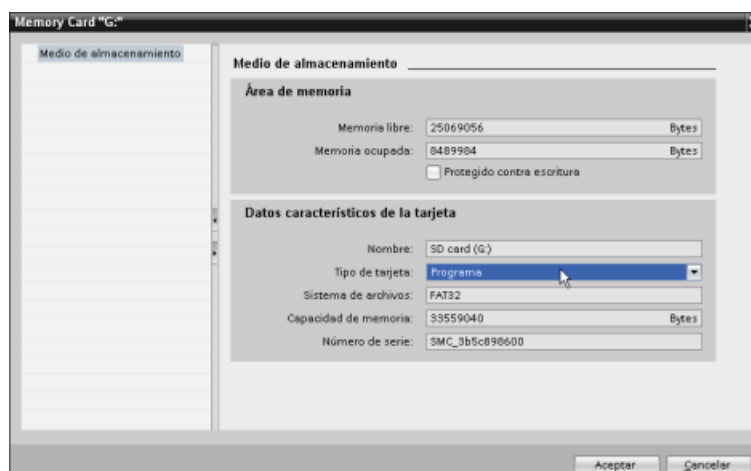 Memory Card "G:"
Medio de almacenamiento
Medio de almacenamiento
Área de memoria
Memoria libre: 25069056 Bytes
Memoria ocupada: 8489984 Bytes
Protegido contra escritura
Datos característicos de la tarjeta
Nombre: SD card (G:)
Tipo de tarjeta: Programa
Sistema de archivos: FAT32
Capacidad de memoria: 33559040 Bytes
Número de serie: SMC_3b5c898600
Aceptar Cancelar